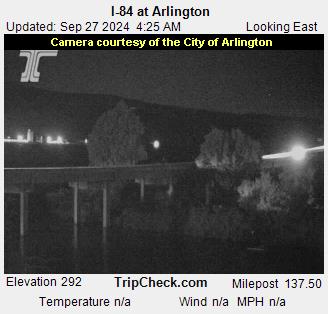 I-84 at Arlington
Updated: Sep 27 2024 4:25 AM Looking East
Camera courtesy of the City of Arlington
Elevation 292 TripCheck.com Milepost 137.50
Temperature n/a Wind n/a MPH n/a